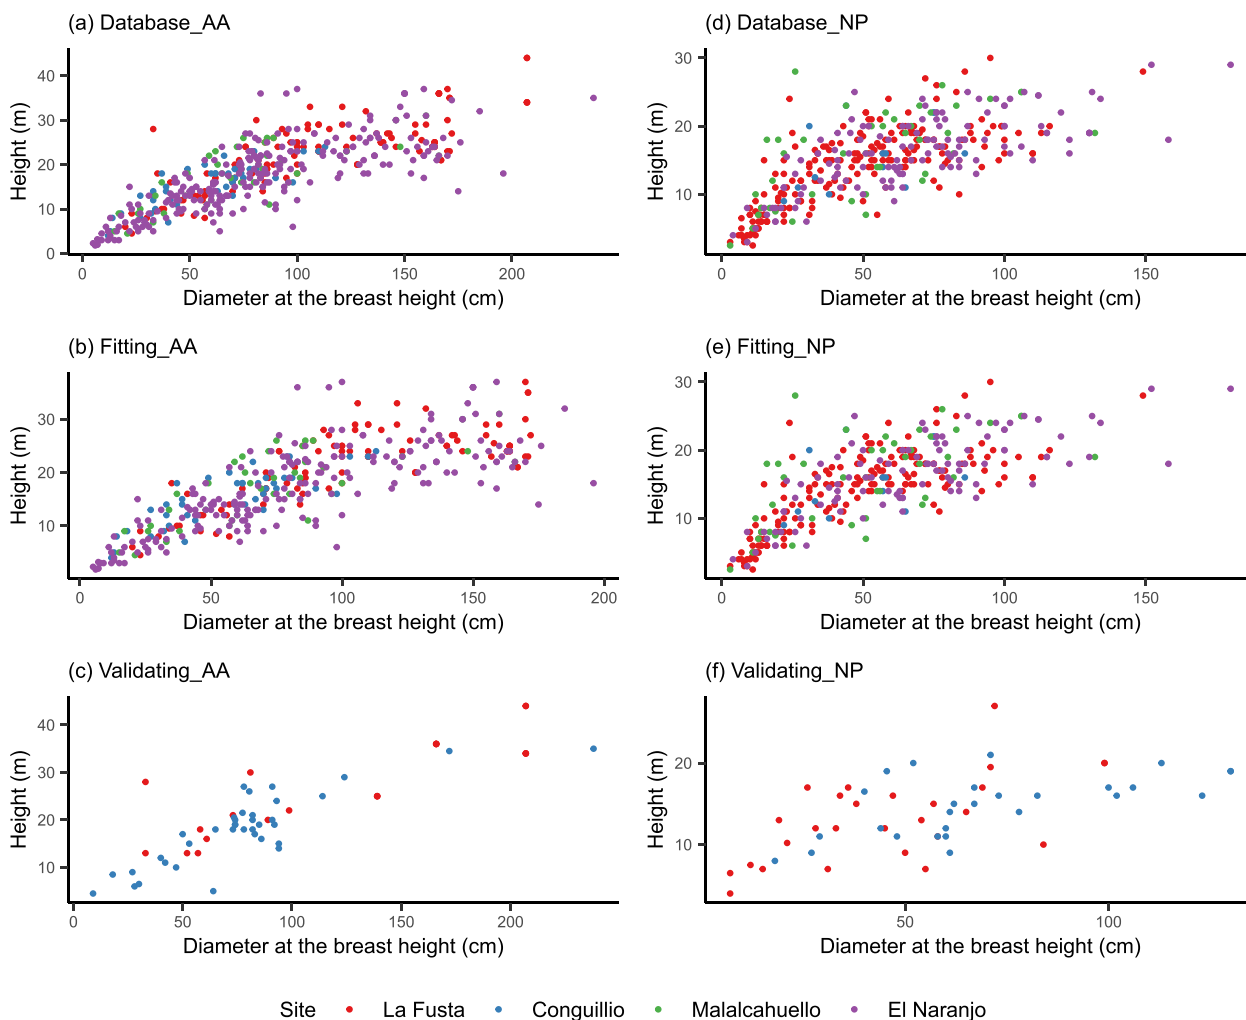 (a) Database_AA
Height (m)
40
30
20
10
0
0 50 100 150 200
Diameter at the breast height (cm)
(d) Database_NP
Height (m)
30
20
10
0 50 100 150
Diameter at the breast height (cm)
(b) Fitting_AA
Height (m)
30
20
10
0 50 100 150 200
Diameter at the breast height (cm)
(e) Fitting_NP
Height (m)
30
20
10
0 50 100 150
Diameter at the breast height (cm)
(c) Validating_AA
Height (m)
40
30
20
10
0 50 100 150 200
Diameter at the breast height (cm)
(f) Validating_NP
Height (m)
20
10
50 100
Diameter at the breast height (cm)
Site La Fusta Conguillio Malalcahuello El Naranjo